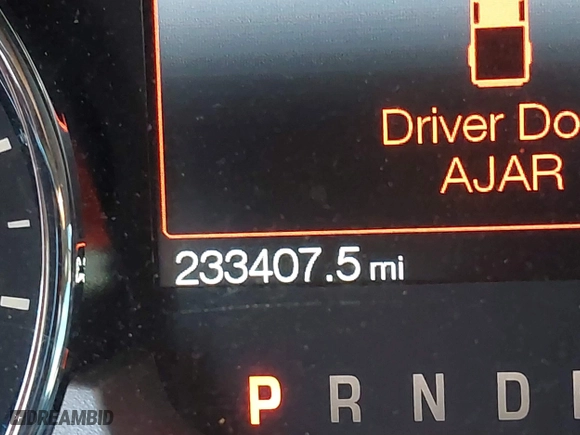 Driver Do
AJAR
233407.5 mi
P R N D
DREAMBID